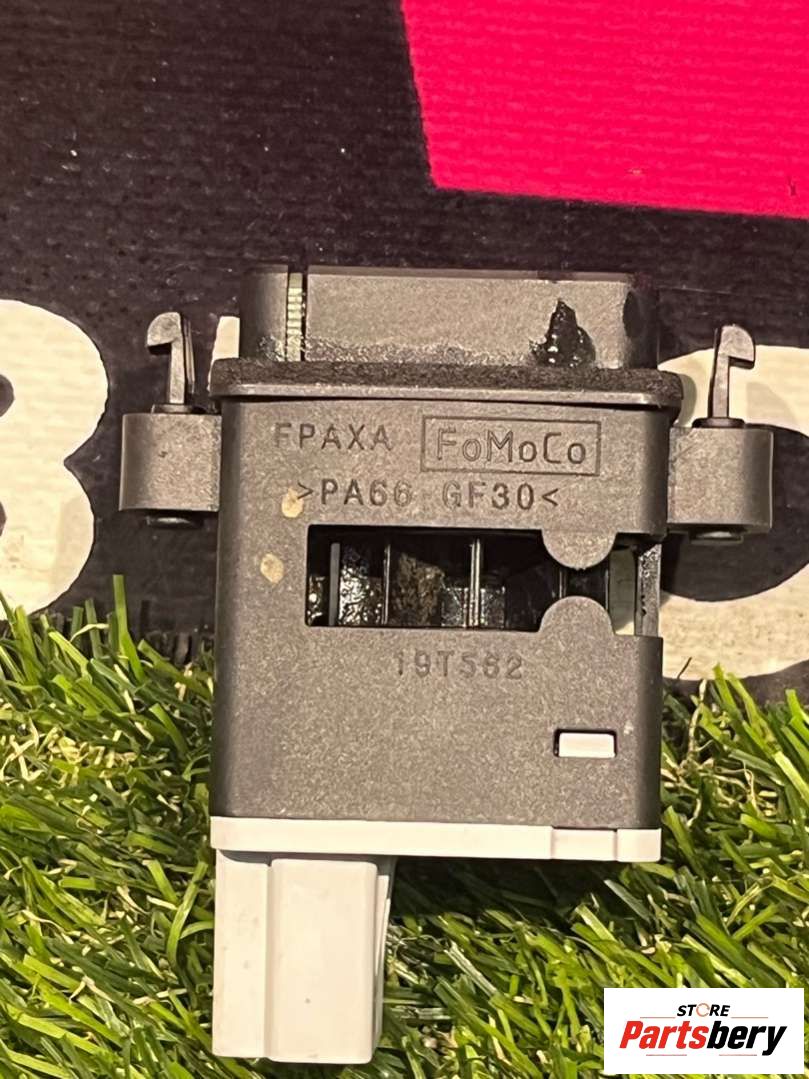 FPAXA FoMoCo
>PA66 GF30<
19T562
STORE
Partsbery